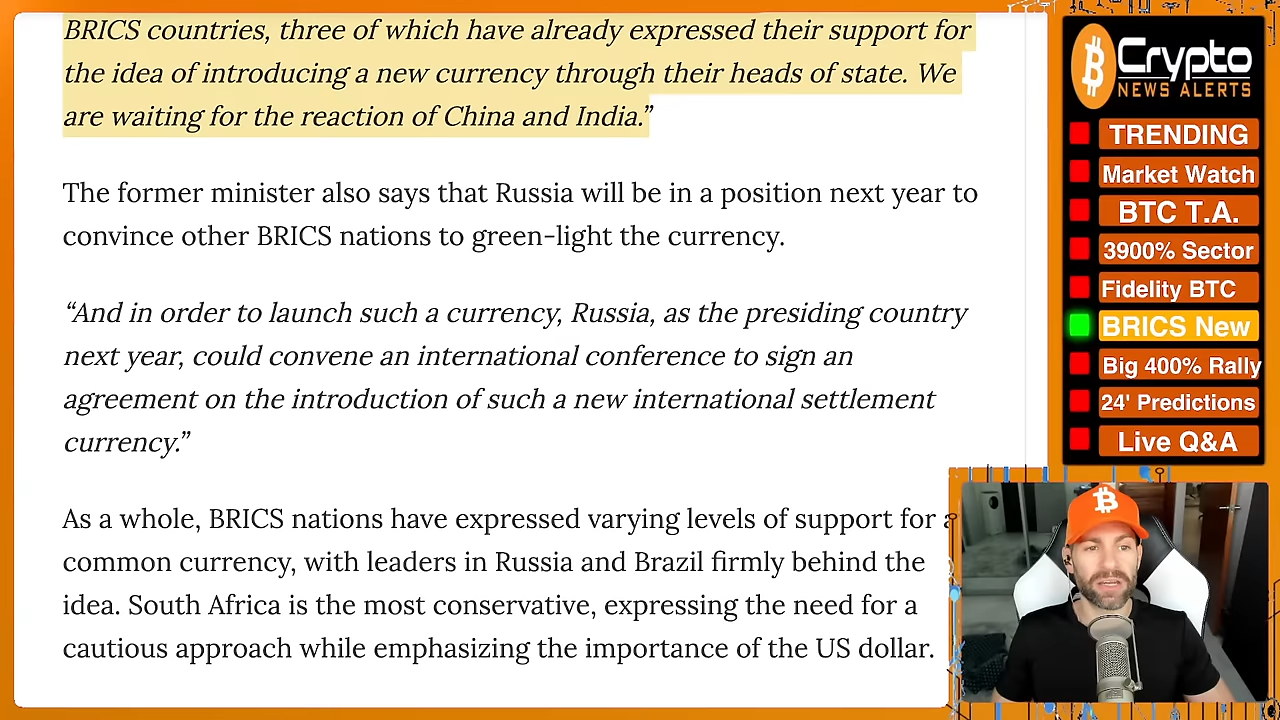 BRICS countries, three of which have already expressed their support for
the idea of introducing a new currency through their heads of state. We
are waiting for the reaction of China and India.”
The former minister also says that Russia will be in a position next year to
convince other BRICS nations to green-light the currency.
“And in order to launch such a currency, Russia, as the presiding country
next year, could convene an international conference to sign an
agreement on the introduction of such a new international settlement
currency.”
As a whole, BRICS nations have expressed varying levels of support for a
common currency, with leaders in Russia and Brazil firmly behind the
idea. South Africa is the most conservative, expressing the need for a
cautious approach while emphasizing the importance of the US dollar.
Crypto
NEWS ALERTS
TRENDING
Market Watch
BTC T.A.
3900% Sector
Fidelity BTC
BRICS New
Big 400% Rally
24' Predictions
Live Q&A